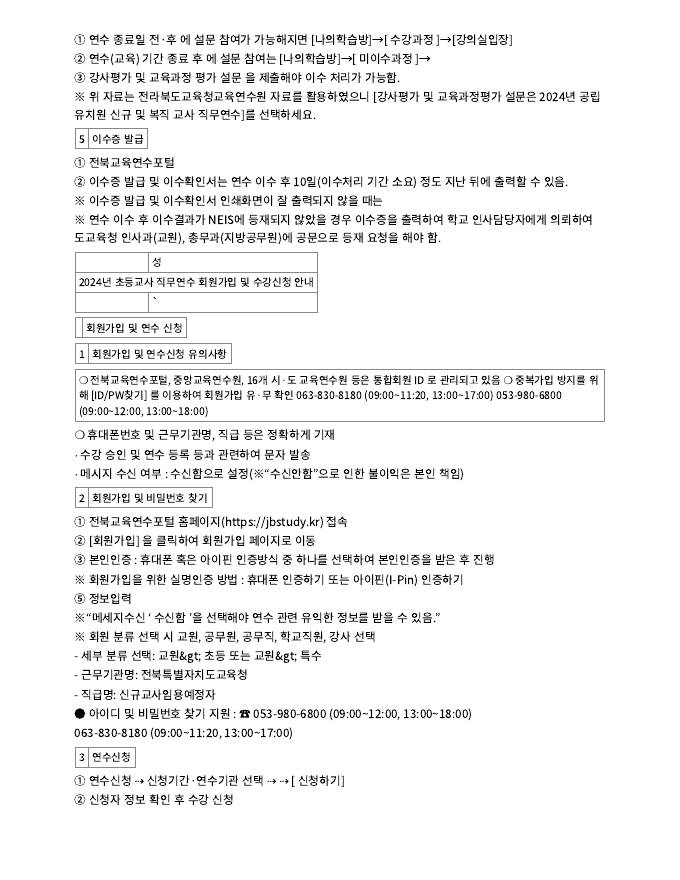 ① 연수 종료일 전·후 에 설문 참여가 가능해지면 [나의학습방]→[ 수강과정 ]→[강의실입장]
② 연수(교육) 기간 종료 후 에 설문 참여는 [나의학습방]→[ 미이수과정 ]→
③ 강사평가 및 교육과정 평가 설문 을 제출해야 이수 처리가 가능함.
※ 위 자료는 전라북도교육청교육연수원 자료를 활용하였으니 [강사평가 및 교육과정평가 설문은 2024년 공립
유치원 신규 및 복직 교사 직무연수]를 선택하세요.
5 이수증 발급
① 전북교육연수포털
② 이수증 발급 및 이수확인서는 연수 이수 후 10일(이수처리 기간 소요) 정도 지난 뒤에 출력할 수 있음.
※ 이수증 발급 및 이수확인서 인쇄화면이 잘 출력되지 않을 때는
※ 연수 이수 후 이수결과가 NEIS에 등재되지 않았을 경우 이수증을 출력하여 학교 인사담당자에게 의뢰하여
도교육청 인사과(교원), 총무과(지방공무원)에 공문으로 등재 요청을 해야 함.
성
2024년 초등교사 직무연수 회원가입 및 수강신청 안내
`
회원가입 및 연수 신청
1 회원가입 및 연수신청 유의사항
❍ 전북교육연수포털, 중앙교육연수원, 16개 시·도 교육연수원 등은 통합회원 ID 로 관리되고 있음 ❍ 중복가입 방지를 위
해 [ID/PW찾기] 를 이용하여 회원가입 유·무 확인 063-830-8180 (09:00~11:20, 13:00~17:00) 053-980-6800
(09:00~12:00, 13:00~18:00)
❍ 휴대폰번호 및 근무기관명, 직급 등은 정확하게 기재
· 수강 승인 및 연수 등록 등과 관련하여 문자 발송
· 메시지 수신 여부 : 수신함으로 설정(※“수신안함”으로 인한 불이익은 본인 책임)
2 회원가입 및 비밀번호 찾기
① 전북교육연수포털 홈페이지(https://jbstudy.kr) 접속
② [회원가입] 을 클릭하여 회원가입 페이지로 이동
③ 본인인증 : 휴대폰 혹은 아이핀 인증방식 중 하나를 선택하여 본인인증을 받은 후 진행
※ 회원가입을 위한 실명인증 방법 : 휴대폰 인증하기 또는 아이핀(I-Pin) 인증하기
⑤ 정보입력
※“메세지수신 ‘ 수신함 ’을 선택해야 연수 관련 유익한 정보를 받을 수 있음.”
※ 회원 분류 선택 시 교원, 공무원, 공무직, 학교직원, 강사 선택
- 세부 분류 선택: 교원&gt; 초등 또는 교원&gt; 특수
- 근무기관명: 전북특별자치도교육청
- 직급명: 신규교사임용예정자
● 아이디 및 비밀번호 찾기 지원 : ☎ 053-980-6800 (09:00~12:00, 13:00~18:00)
063-830-8180 (09:00~11:20, 13:00~17:00)
3 연수신청
① 연수신청 ⇢ 신청기간·연수기관 선택 ⇢ ⇢ [ 신청하기]
② 신청자 정보 확인 후 수강 신청